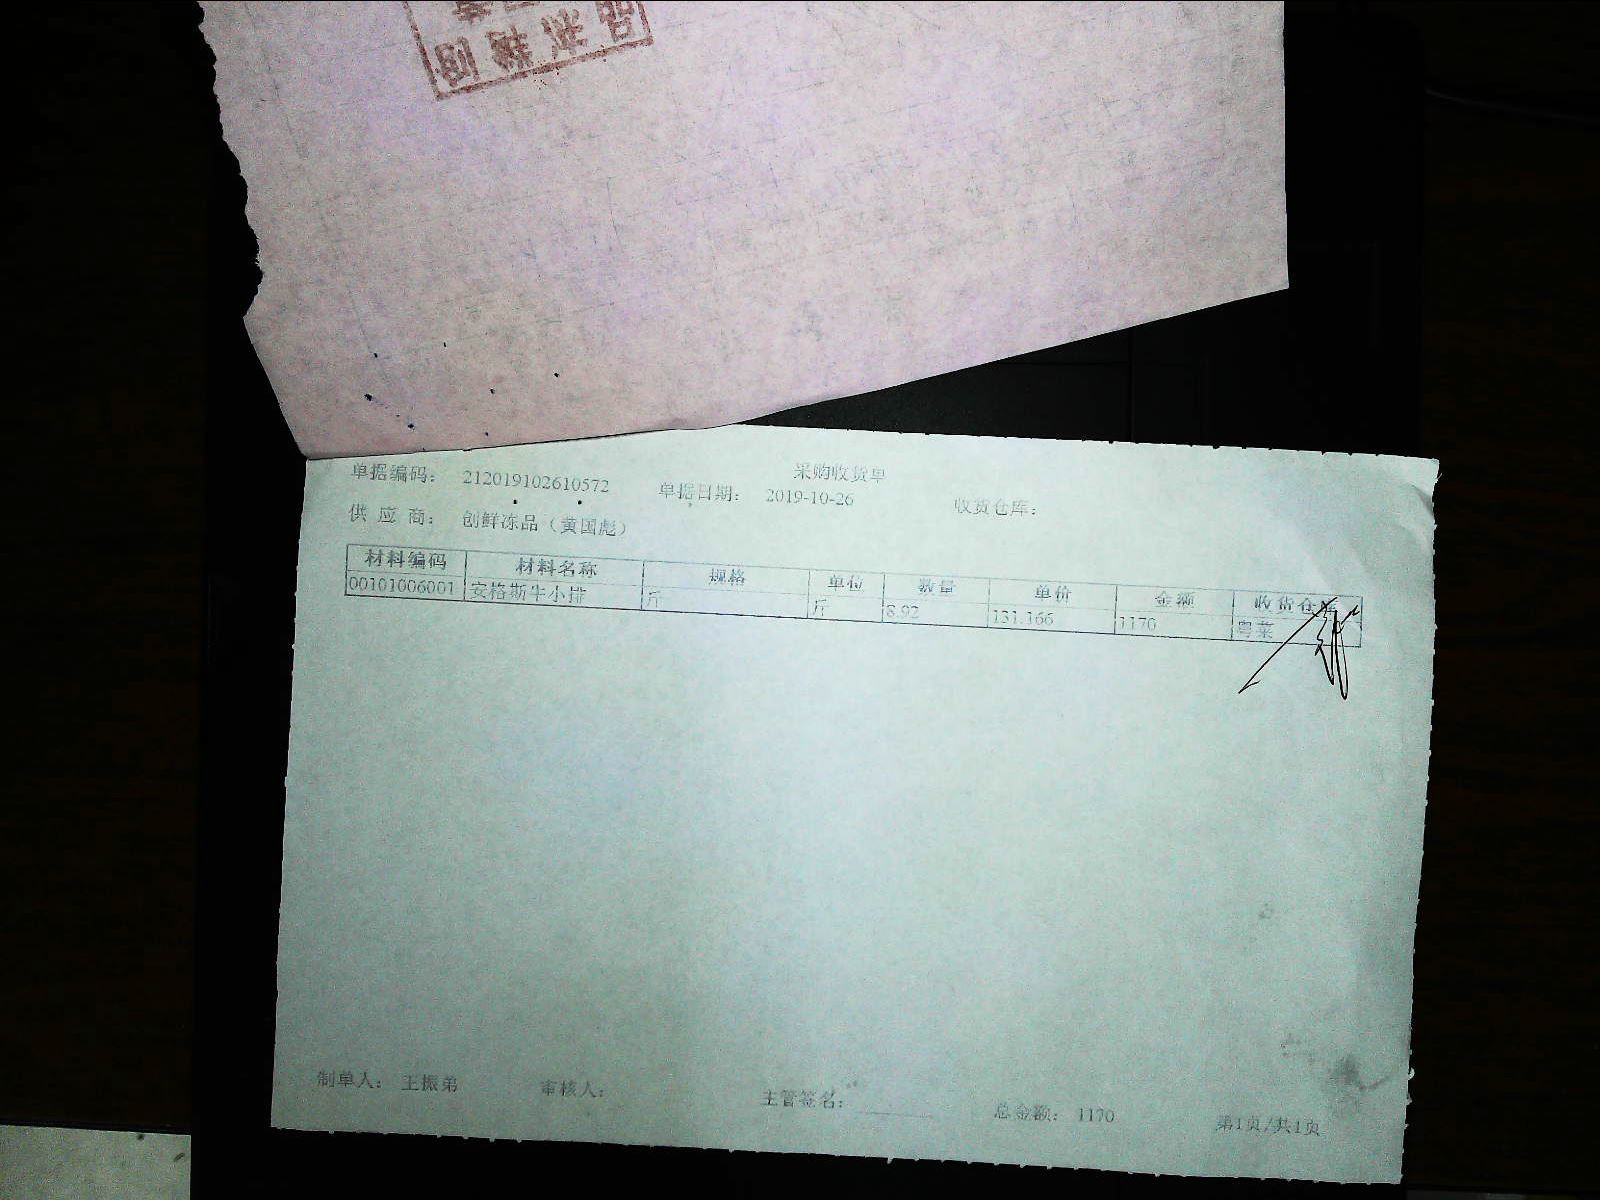 采购收货单
单据编码： 212019102610572 单据日期： 2019-10-26 收货仓库：
供 应 商： 创鲜冻品（黄国彪）
材料编码 材料名称 规格 单位 数量 单价 金额 收货仓库
00101006001 安格斯牛小排 斤 斤 8.92 131.166 1170 粤菜
制单人： 王振弟 审核人： 主管签名： 总金额： 1170 第1页/共1页